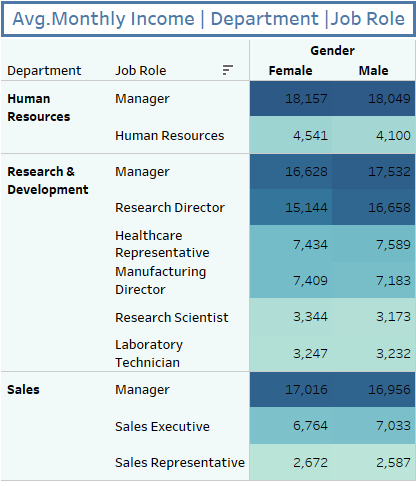 Avg.Monthly Income | Department |Job Role
Gender
Department Job Role Female Male
Human Resources Manager 18,157 18,049
Human Resources 4,541 4,100
Research & Development Manager 16,628 17,532
Research Director 15,144 16,658
Healthcare Representative 7,434 7,589
Manufacturing Director 7,409 7,183
Research Scientist 3,344 3,173
Laboratory Technician 3,247 3,232
Sales Manager 17,016 16,956
Sales Executive 6,764 7,033
Sales Representative 2,672 2,587